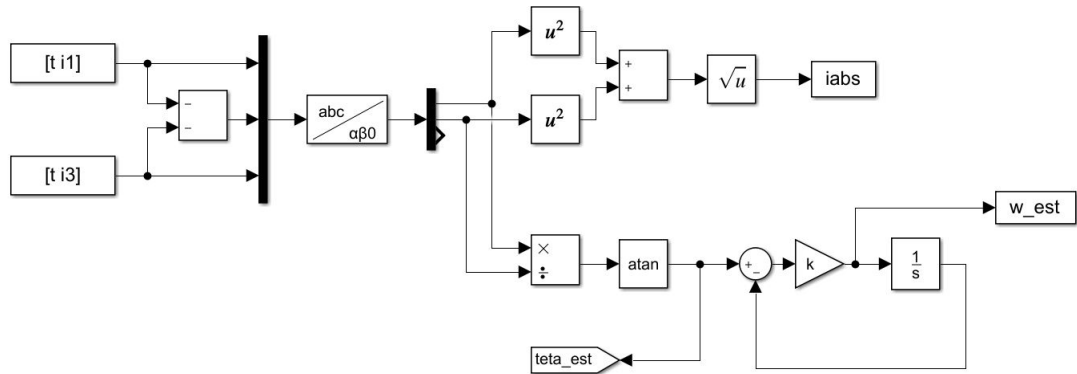 [t i1]
[t i3]
−
−
abc
αβ0
u²
u²
+
+
√u
iabs
×
÷
atan
teta_est
+
−
k
1
s
w_est